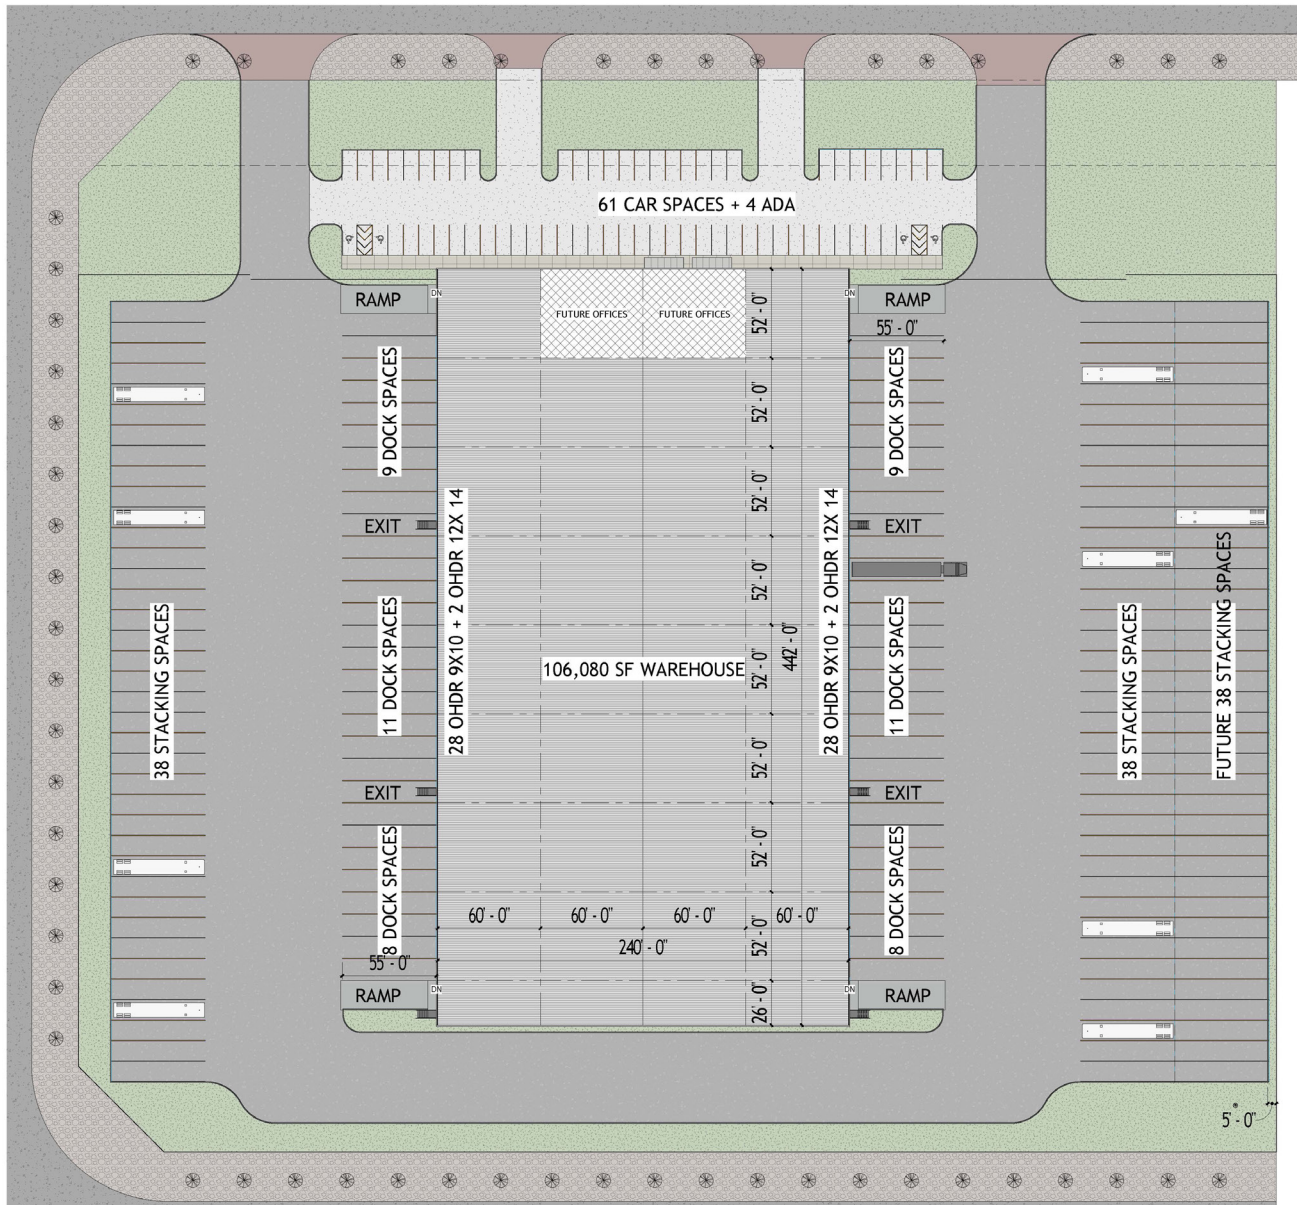 61 CAR SPACES + 4 ADA
RAMP
DN
FUTURE OFFICES
FUTURE OFFICES
52' - 0"
DN
RAMP
55' - 0"
9 DOCK SPACES
52' - 0"
9 DOCK SPACES
52' - 0"
EXIT
EXIT
28 OHDR 9X10 + 2 OHDR 12X 14
28 OHDR 9X10 + 2 OHDR 12X 14
52' - 0"
38 STACKING SPACES
11 DOCK SPACES
106,080 SF WAREHOUSE
52' - 0"
442' - 0"
11 DOCK SPACES
38 STACKING SPACES
FUTURE 38 STACKING SPACES
52' - 0"
EXIT
EXIT
8 DOCK SPACES
52' - 0"
8 DOCK SPACES
60' - 0"
60' - 0"
60' - 0"
60' - 0"
52' - 0"
240' - 0"
55' - 0"
RAMP
DN
26' - 0"
DN
RAMP
5' - 0"